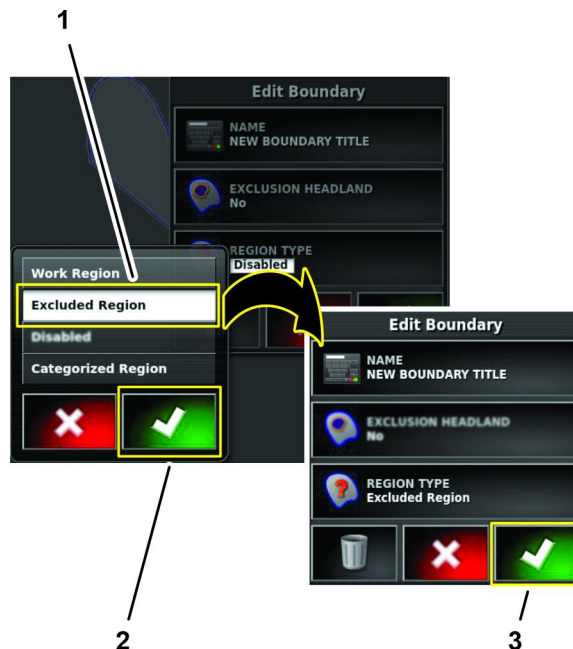 1
Edit Boundary
NAME
NEW BOUNDARY TITLE
EXCLUSION HEADLAND
No
REGION TYPE
Disabled
Work Region
Excluded Region
Disabled
Categorized Region
Edit Boundary
NAME
NEW BOUNDARY TITLE
EXCLUSION HEADLAND
No
REGION TYPE
Excluded Region
2
3